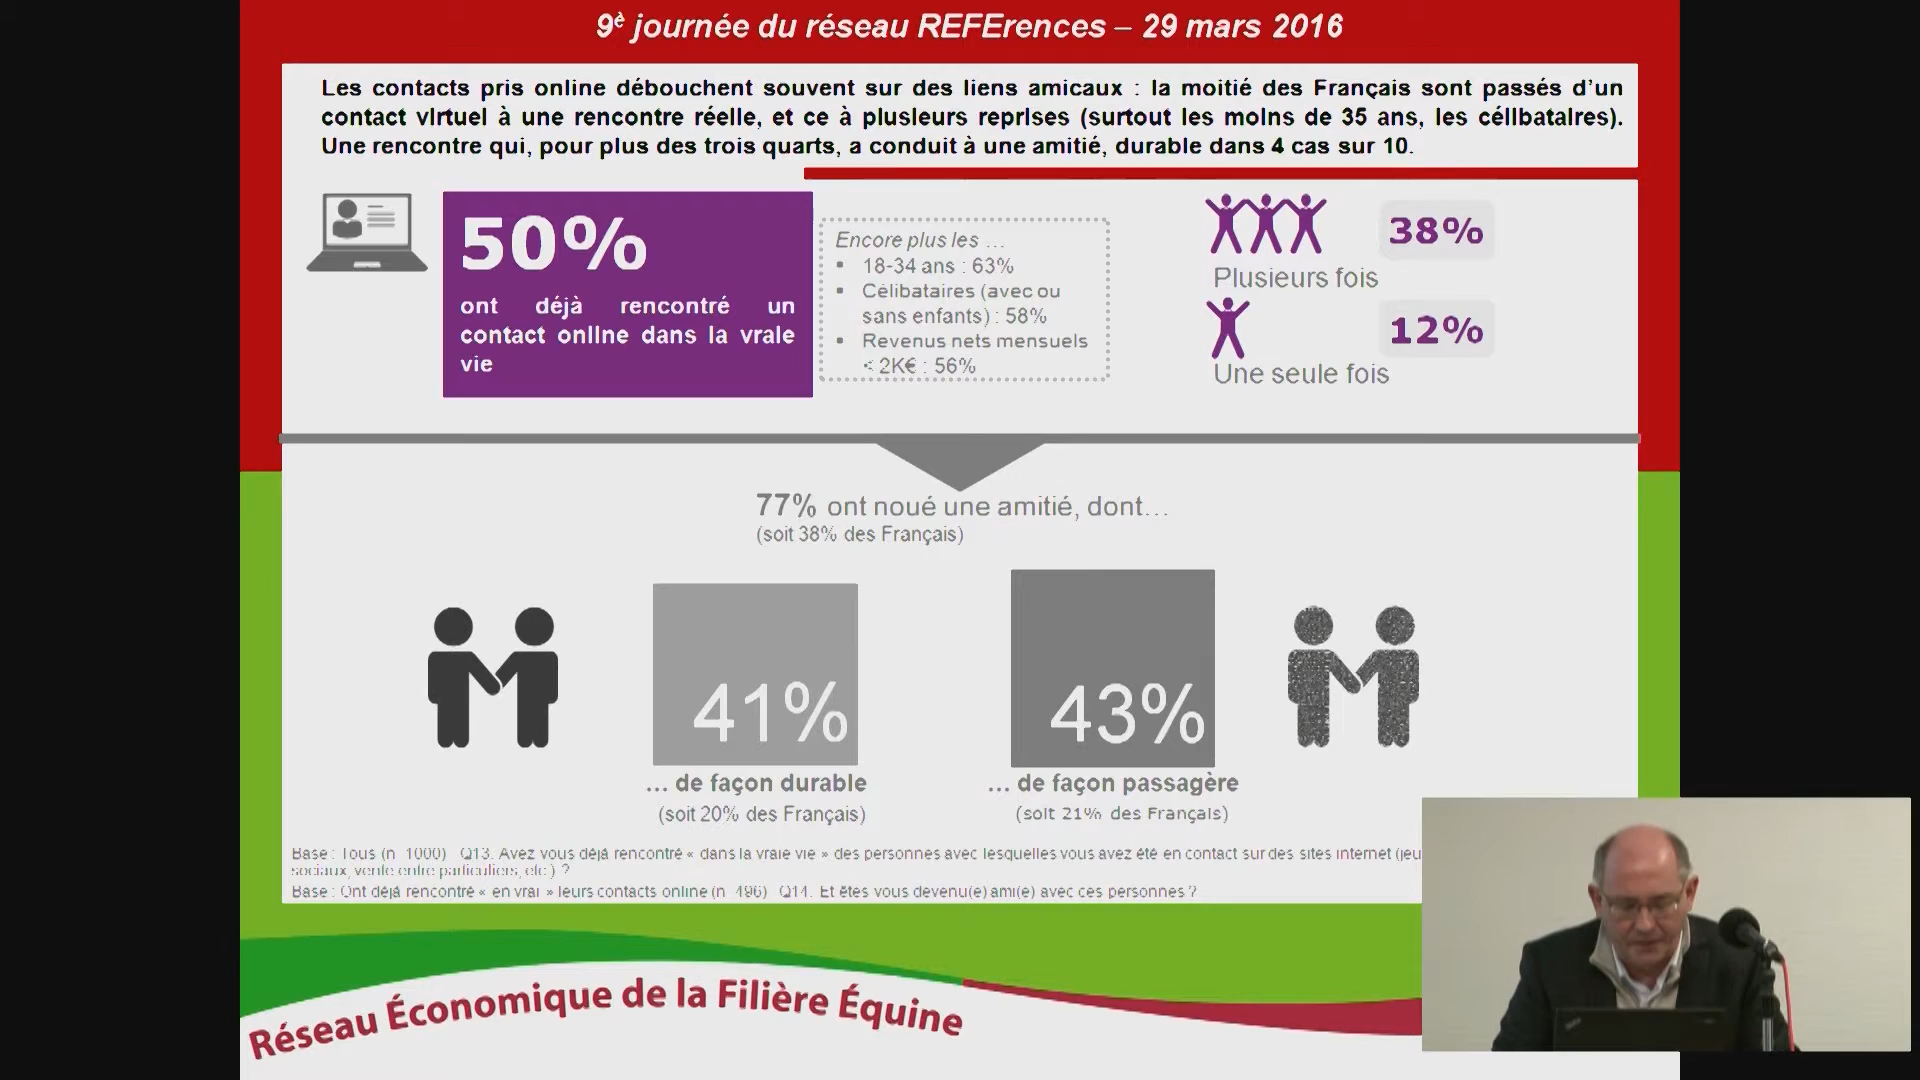 9è journée du réseau REFErences – 29 mars 2016
Les contacts pris online débouchent souvent sur des liens amicaux : la moitié des Français sont passés d’un
contact virtuel à une rencontre réelle, et ce à plusieurs reprises (surtout les moins de 35 ans, les célibataires).
Une rencontre qui, pour plus des trois quarts, a conduit à une amitié, durable dans 4 cas sur 10.
50%
ont déjà rencontré un
contact online dans la vraie
vie
Encore plus les …
▪ 18-34 ans : 63%
▪ Célibataires (avec ou
sans enfants) : 58%
▪ Revenus nets mensuels
< 2K€ : 56%
38%
Plusieurs fois
12%
Une seule fois
77% ont noué une amitié, dont…
(soit 38% des Français)
41%
… de façon durable
(soit 20% des Français)
43%
… de façon passagère
(soit 21% des Français)
Base : Tous (n 1000) Q13. Avez vous déjà rencontré « dans la vraie vie » des personnes avec lesquelles vous avez été en contact sur des sites internet (jeu
sociaux, vente entre particuliers, etc.) ?
Base : Ont déjà rencontré « en vrai » leurs contacts online (n 496) Q14. Et êtes vous devenu(e) ami(e) avec ces personnes ?
Réseau Économique de la Filière Équine